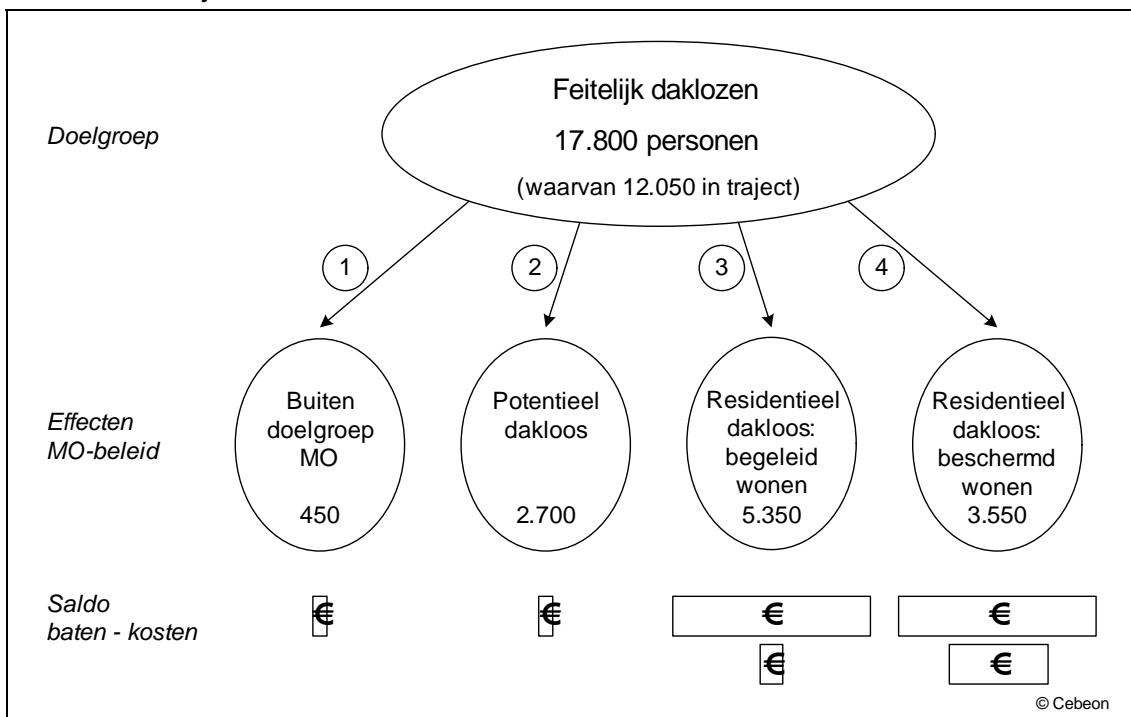 Doelgroep
Feitelijk daklozen
17.800 personen
(waarvan 12.050 in traject)
1
2
3
4
Effecten
MO-beleid
Buiten
doelgroep
MO
450
Potentieel
dakloos
2.700
Residentieel
dakloos:
begeleid
wonen
5.350
Residentieel
dakloos:
beschermd
wonen
3.550
Saldo
baten - kosten
€
€
€
€
€
€
© Cebeon